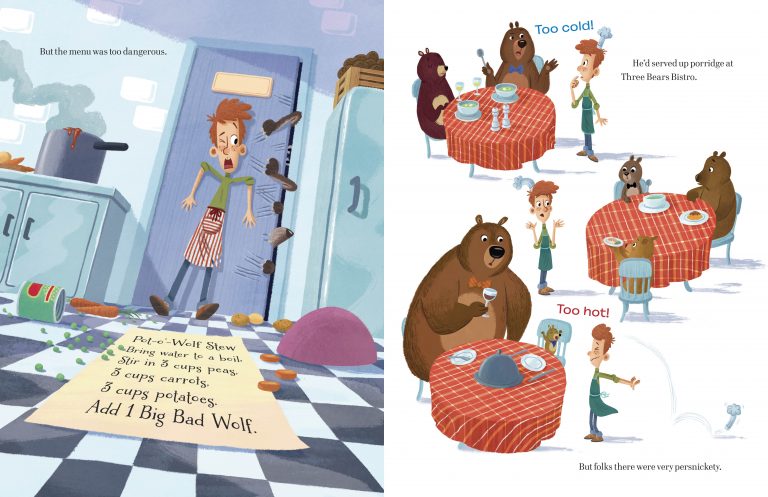 But the menu was too dangerous.
Pot-o'-Wolf Stew
Bring water to a boil.
Stir in 3 cups peas,
3 cups carrots,
3 cups potatoes.
Add 1 Big Bad Wolf.
Too cold!
He'd served up porridge at
Three Bears Bistro.
Too hot!
But folks there were very persnickety.